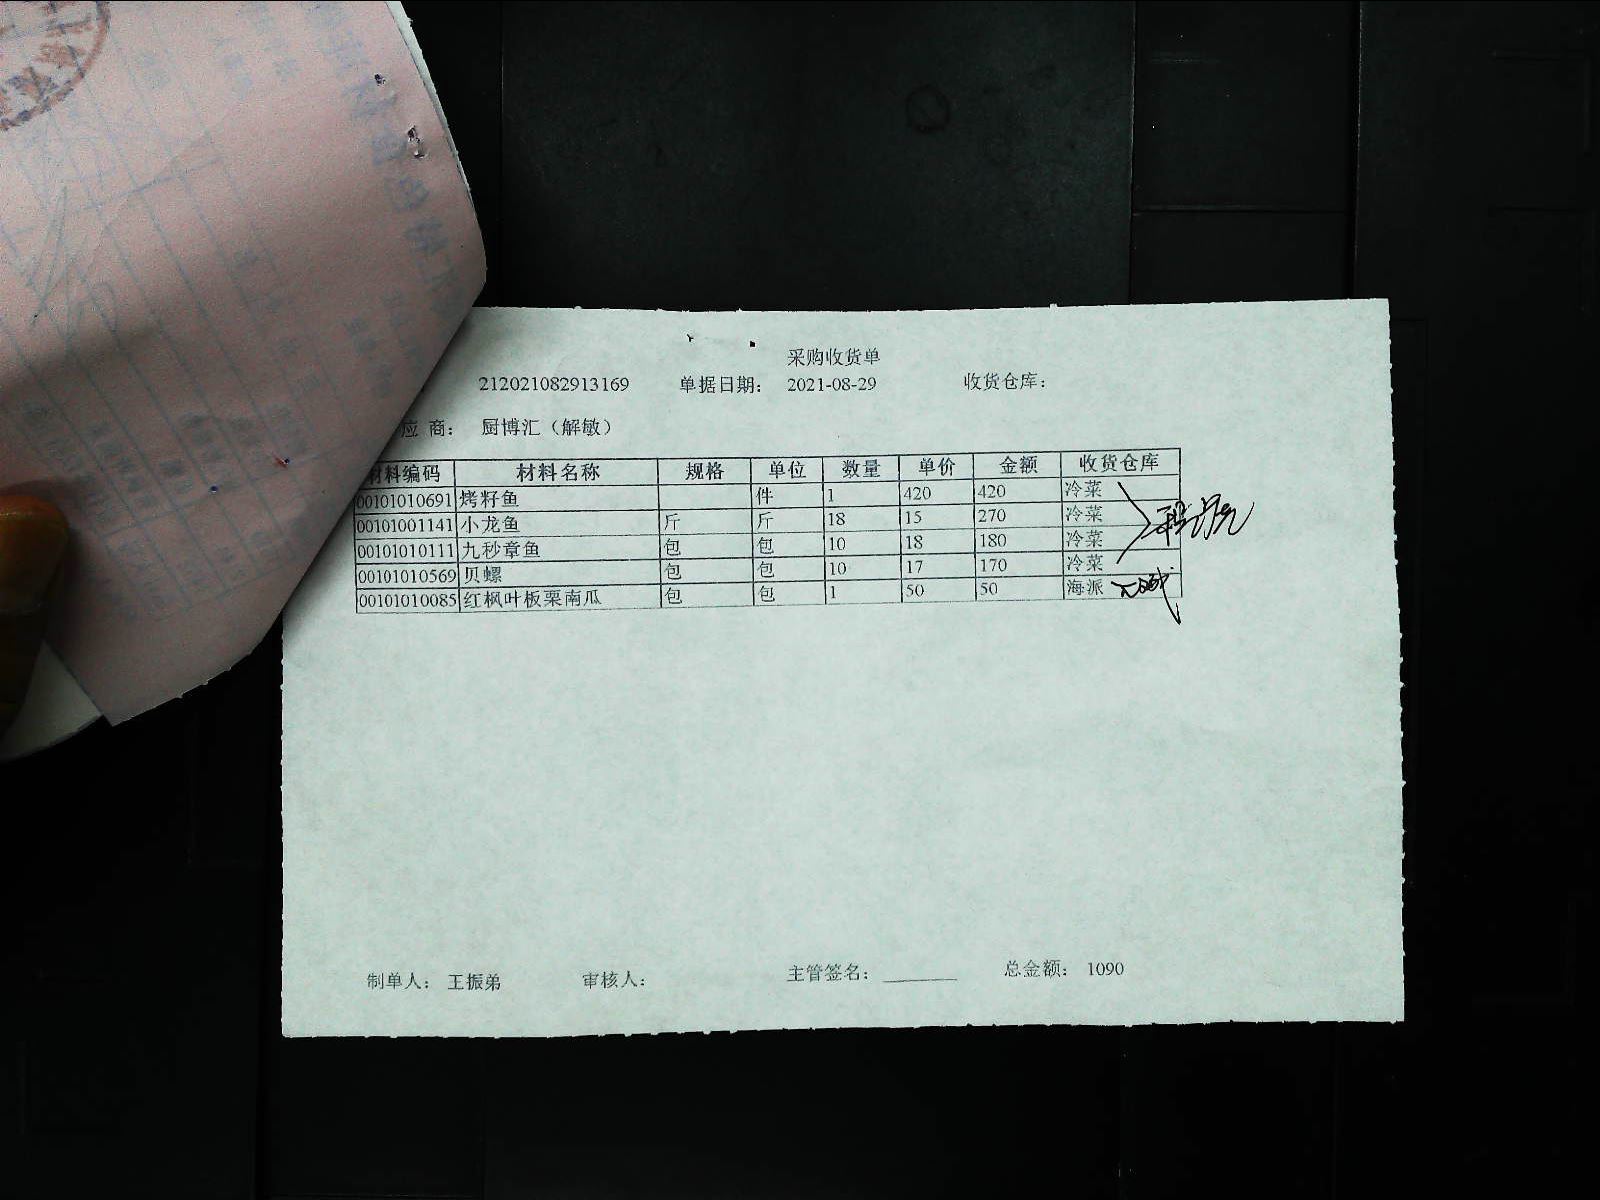 采购收货单
212021082913169 单据日期: 2021-08-29 收货仓库:
应 商: 厨博汇（解敏）
材料编码 材料名称 规格 单位 数量 单价 金额 收货仓库
00101010691 烤籽鱼 件 1 420 420 冷菜
00101001141 小龙鱼 斤 斤 18 15 270 冷菜
00101010111 九秒章鱼 包 包 10 18 180 冷菜
00101010569 贝螺 包 包 10 17 170 冷菜
00101010085 红枫叶板栗南瓜 包 包 1 50 50 海派
制单人: 王振弟 审核人: 主管签名: ________ 总金额: 1090